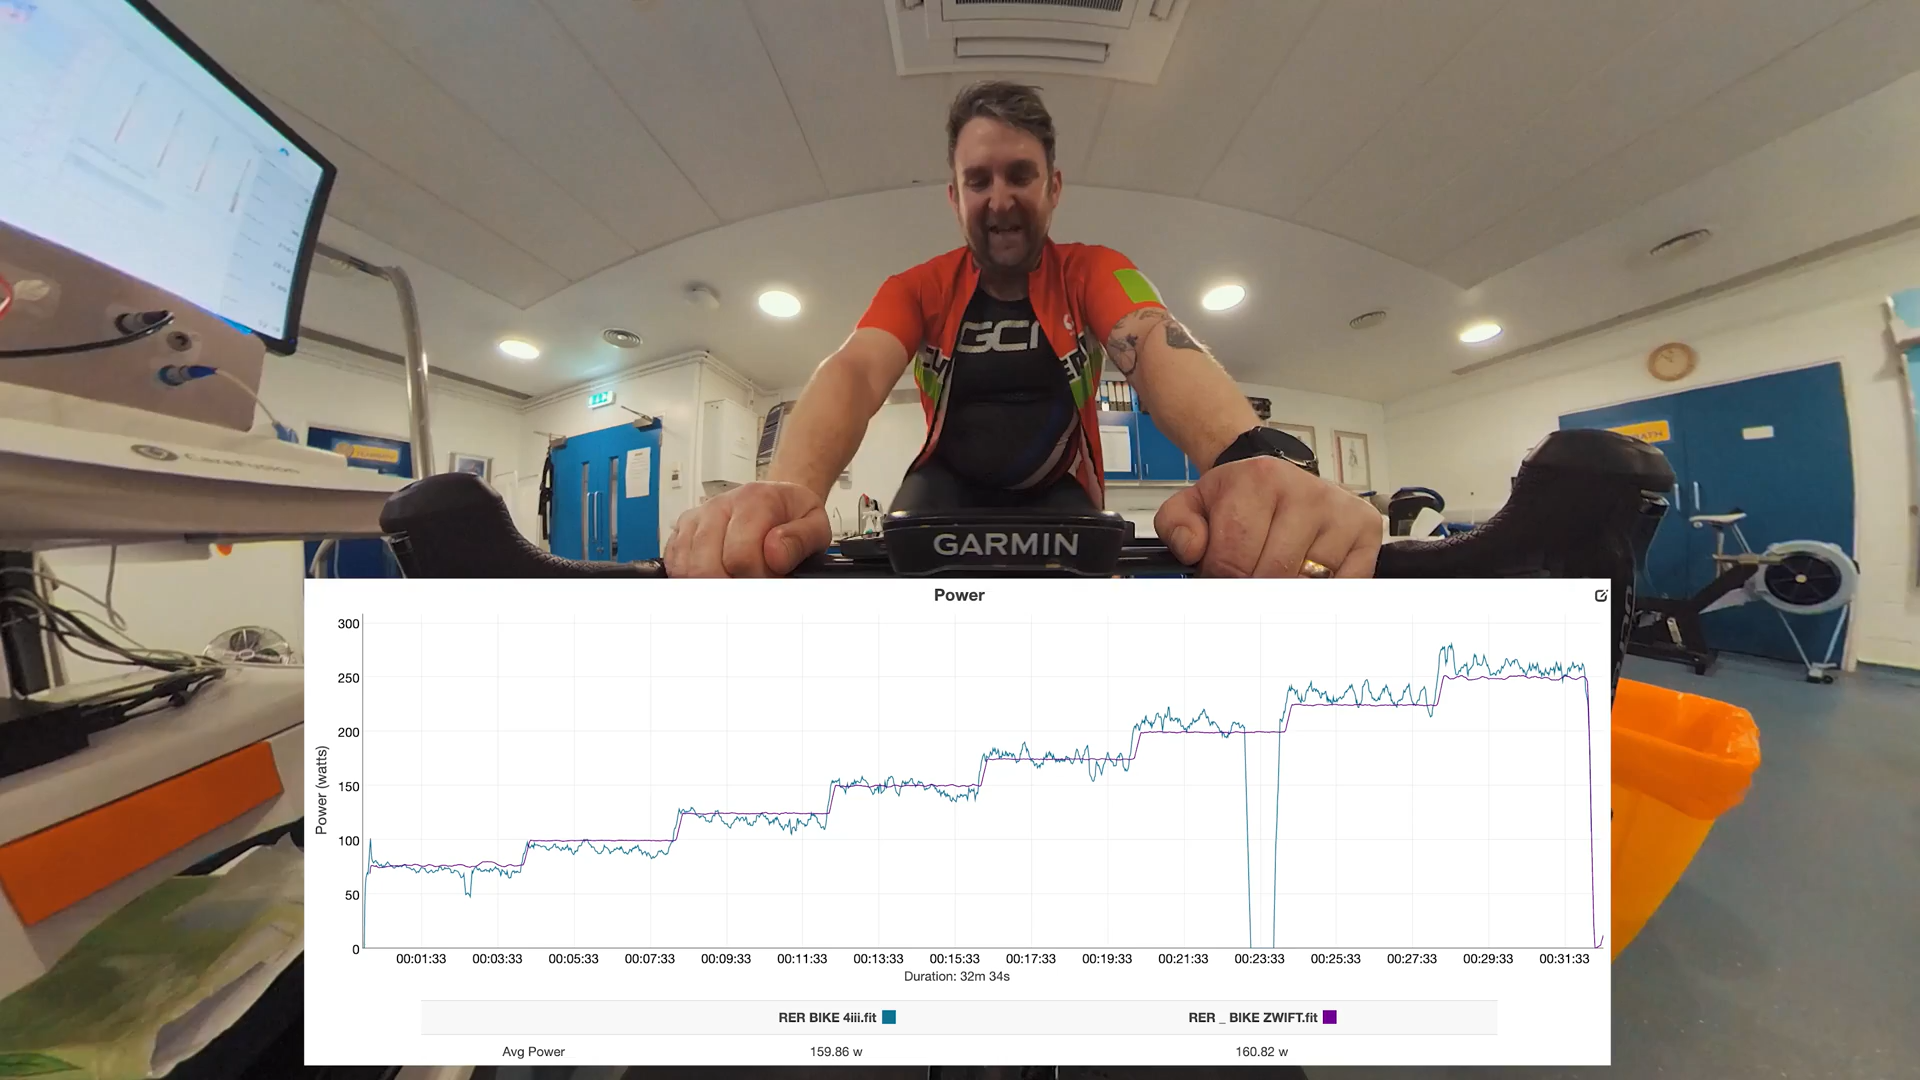 GCN
GARMIN
Power
300
250
200
150
100
50
0
Power (watts)
00:01:33 00:03:33 00:05:33 00:07:33 00:09:33 00:11:33 00:13:33 00:15:33 00:17:33 00:19:33 00:21:33 00:23:33 00:25:33 00:27:33 00:29:33 00:31:33
Duration: 32m 34s
RER BIKE 4iii.fit RER _ BIKE ZWIFT.fit
Avg Power 159.86 w 160.82 w